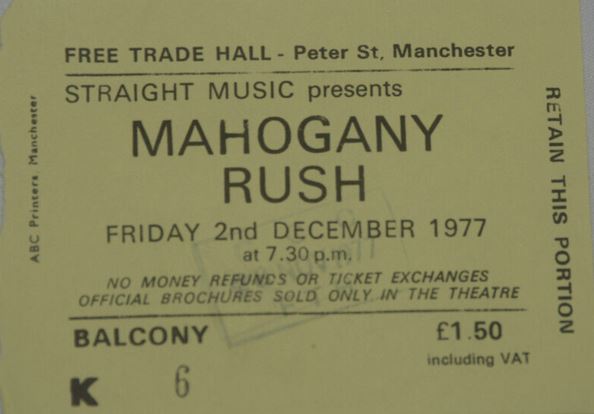 FREE TRADE HALL - Peter St, Manchester
STRAIGHT MUSIC presents
MAHOGANY
RUSH
FRIDAY 2nd DECEMBER 1977
at 7.30 p.m.
NO MONEY REFUNDS OR TICKET EXCHANGES
OFFICIAL BROCHURES SOLD ONLY IN THE THEATRE
BALCONY £1.50
including VAT
K 6
ABC Printers Manchester
RETAIN THIS PORTION